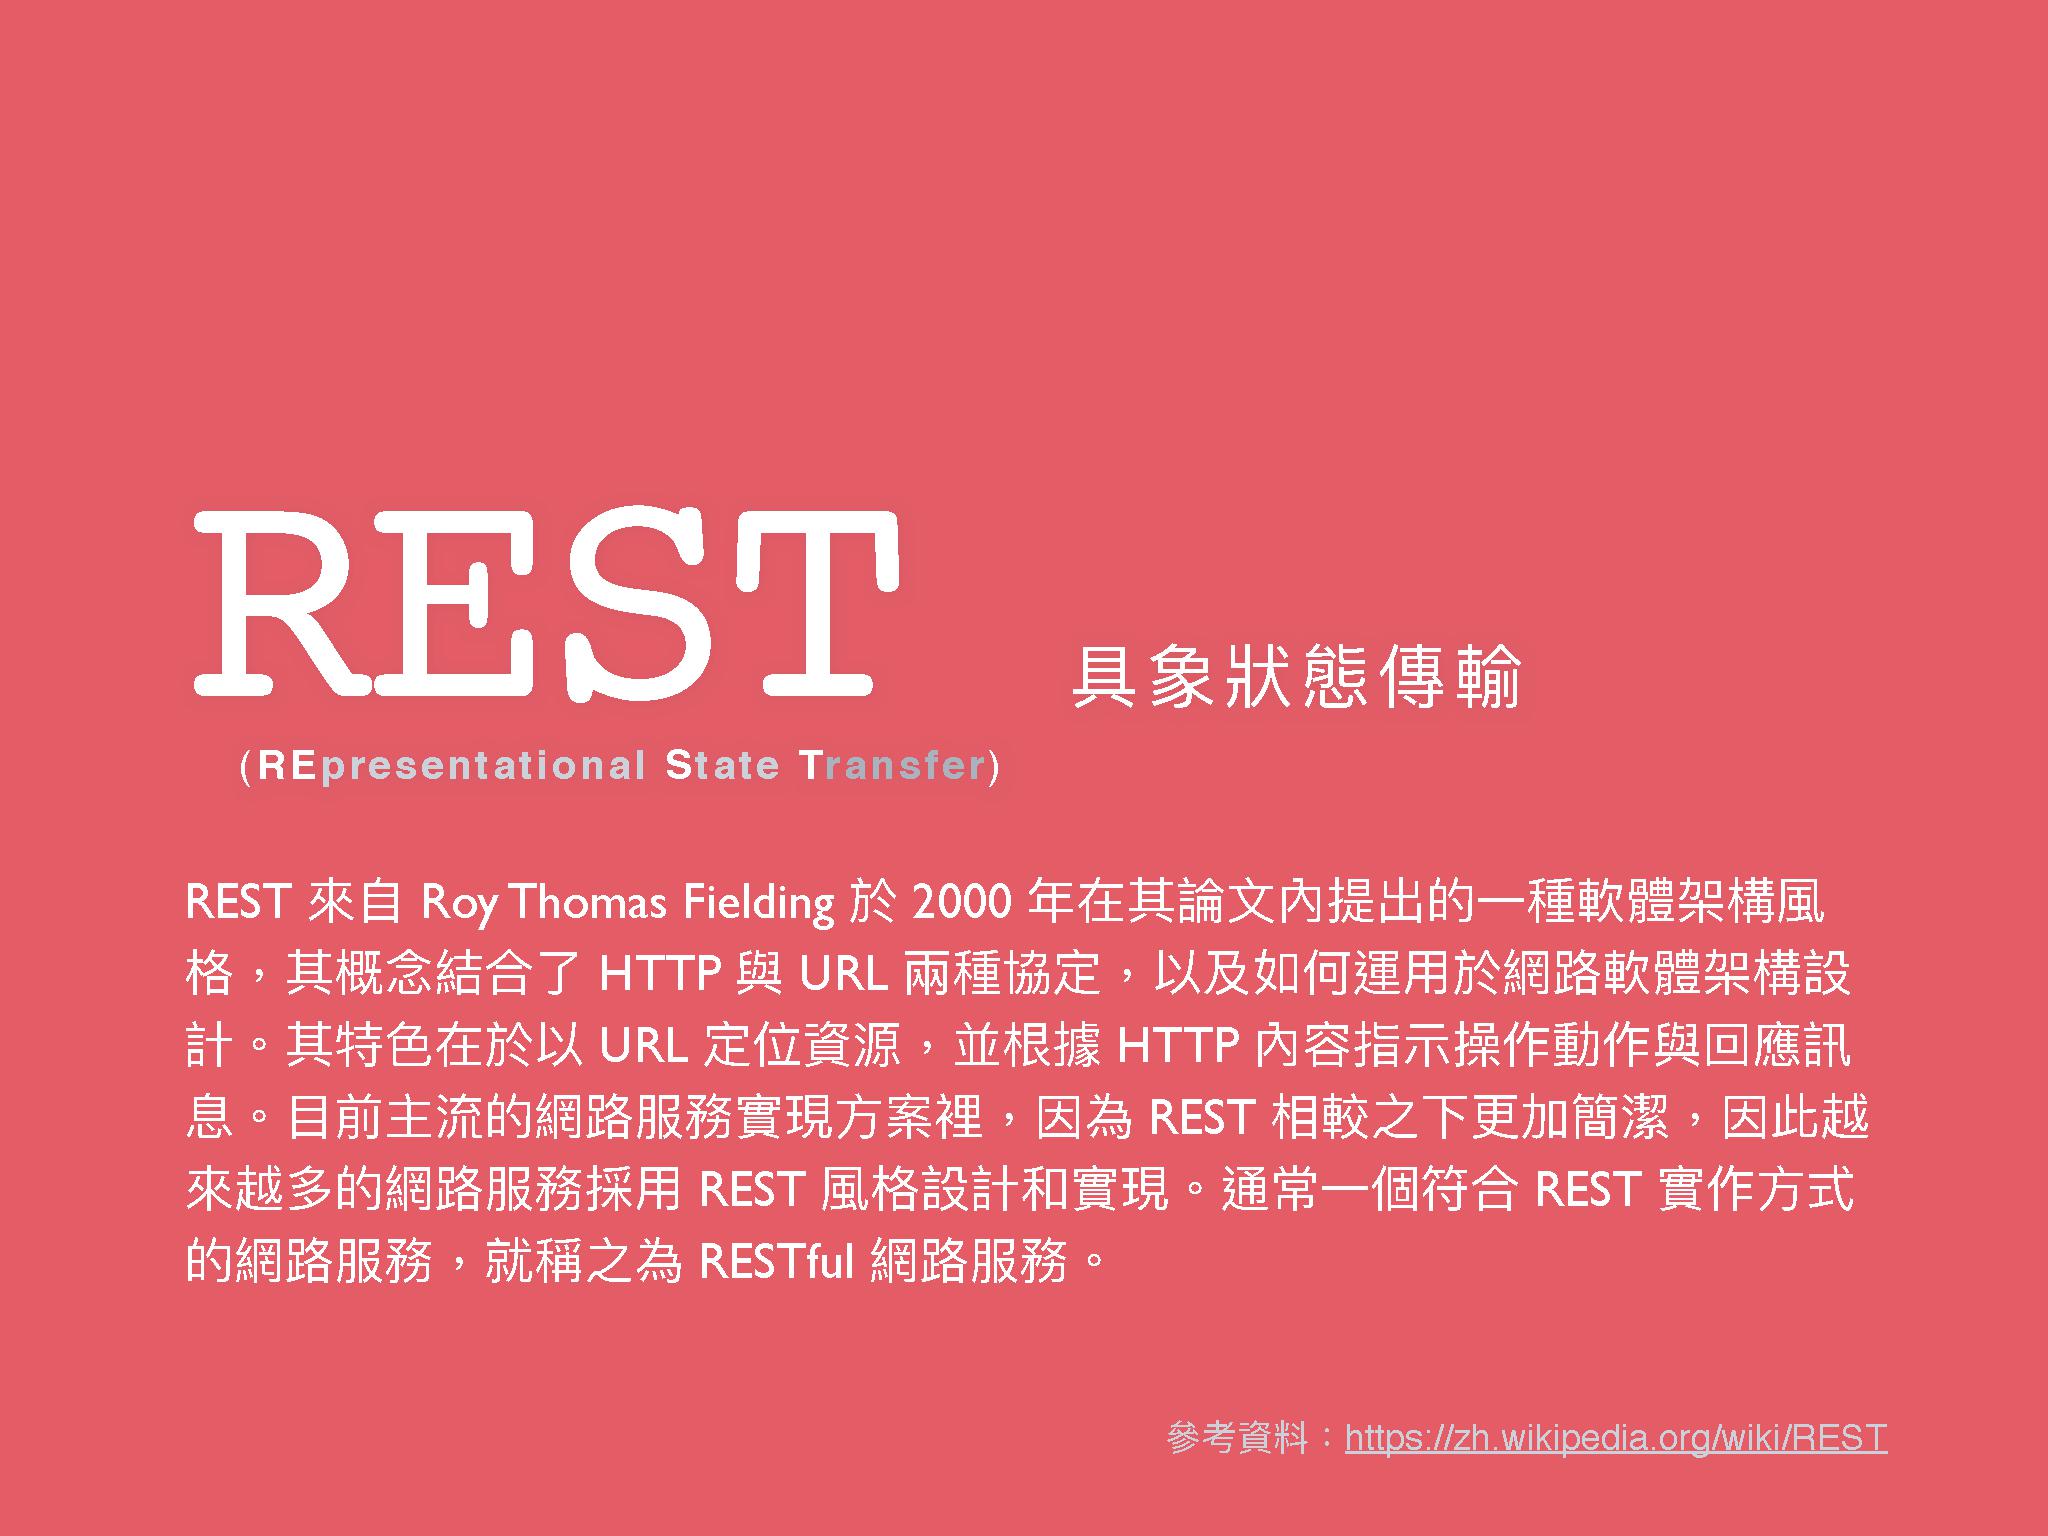 REST
具象狀態傳輸
(REpresentational State Transfer)
REST 來自 Roy Thomas Fielding 於 2000 年在其論文內提出的一種軟體架構風
格，其概念結合了 HTTP 與 URL 兩種協定，以及如何運用於網路軟體架構設
計。其特色在於以 URL 定位資源，並根據 HTTP 內容指示操作動作與回應訊
息。目前主流的網路服務實現方案裡，因為 REST 相較之下更加簡潔，因此越
來越多的網路服務採用 REST 風格設計和實現。通常一個符合 REST 實作方式
的網路服務，就稱之為 RESTful 網路服務。
參考資料：https://zh.wikipedia.org/wiki/REST